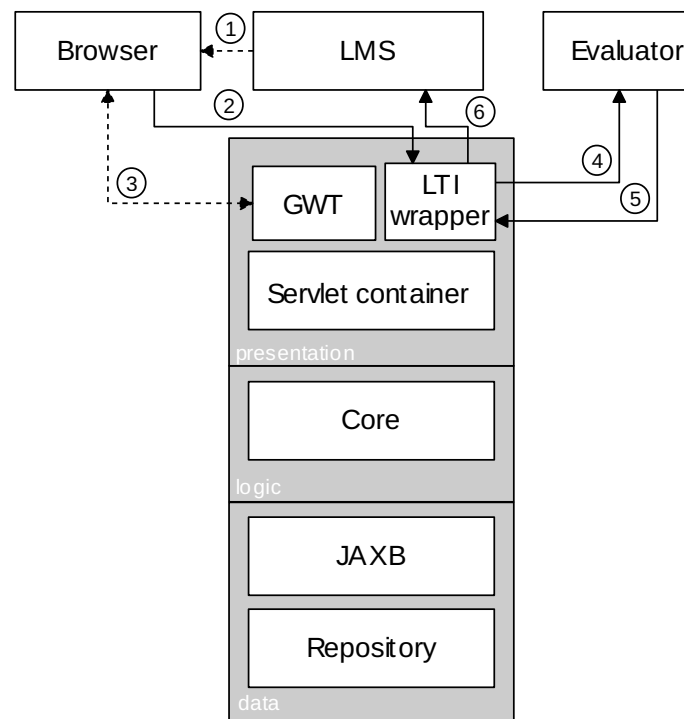 Browser
1
LMS
Evaluator
2
6
4
3
GWT
LTI
wrapper
5
Servlet container
presentation
Core
logic
JAXB
Repository
data